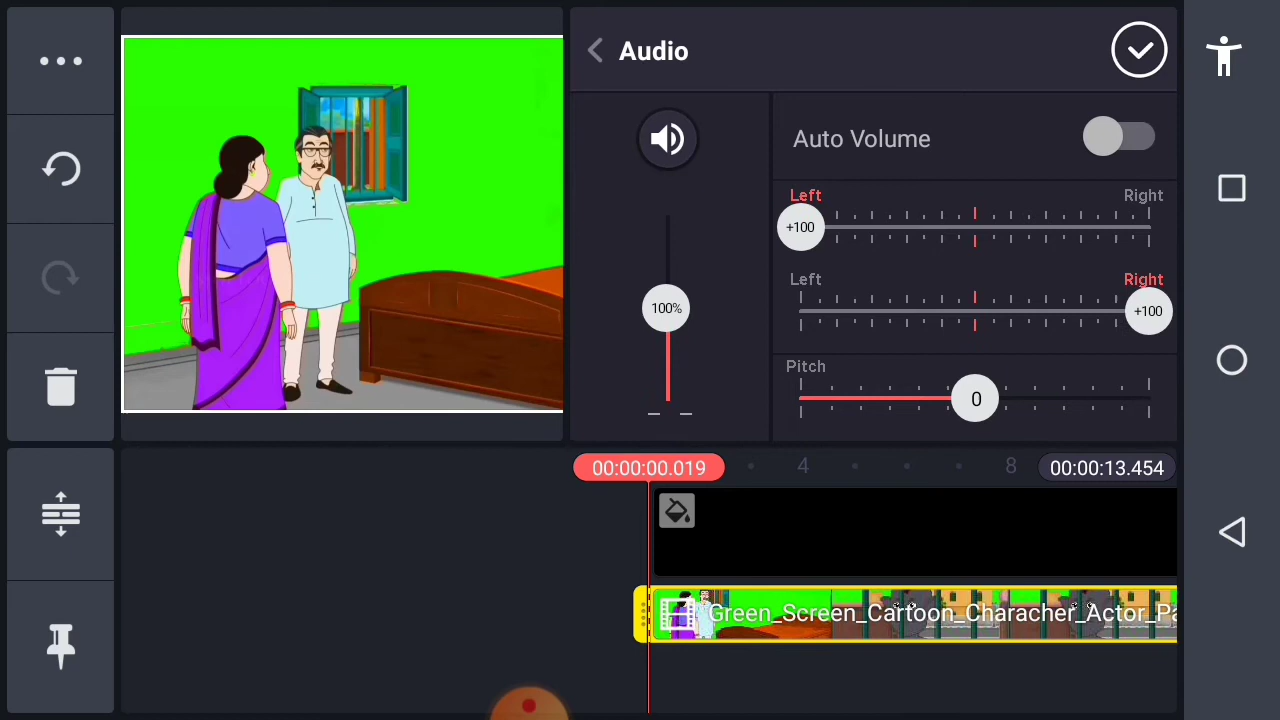 Audio
Auto Volume
Left Right
+100
Left Right
+100
100%
Pitch
0
00:00:00.019 4 8 00:00:13.454
Green_Screen_Cartoon_Characher_Actor_Pa